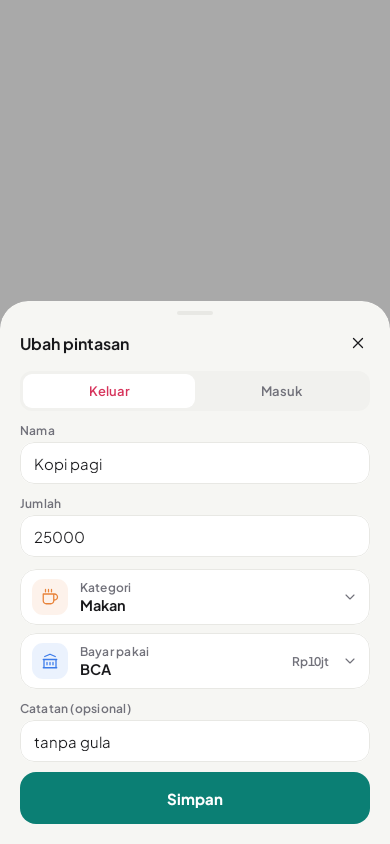 Ubah pintasan
Keluar
Masuk
Nama
Kopi pagi
Jumlah
25000
Kategori
Makan
Bayar pakai
BCA
Rp10jt
Catatan (opsional)
tanpa gula
Simpan